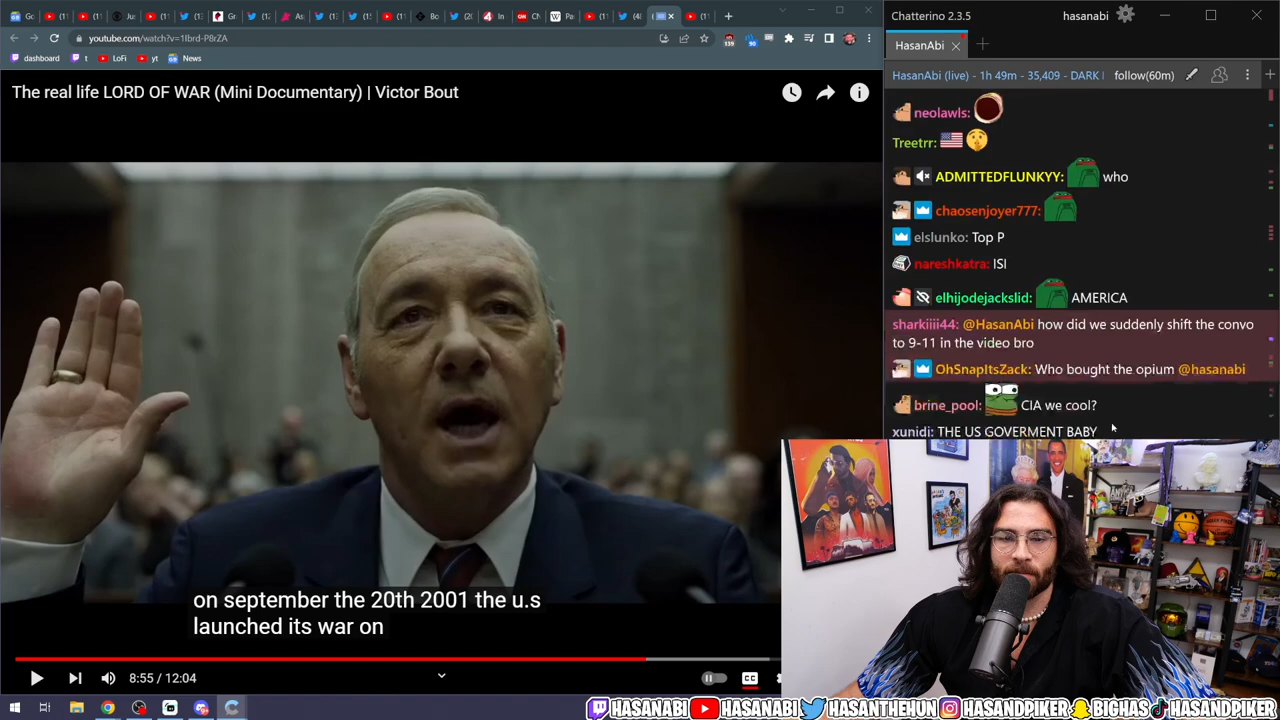 youtube.com/watch?v=1Ibrd-P8rZA
dashboard
t
LoFi
yt
News
The real life LORD OF WAR (Mini Documentary) | Victor Bout
on september the 20th 2001 the u.s
launched its war on
8:55 / 12:04
CC
Chatterino 2.3.5
hasanabi
HasanAbi
HasanAbi (live) - 1h 49m - 35,409 - DARK
follow(60m)
neolawls:
Treetrr:
ADMITTEDFLUNKYY: who
chaosenjoyer777:
elslunko: Top P
nareshkatra: ISI
elhijodejackslid: AMERICA
sharkiiii44: @HasanAbi how did we suddenly shift the convo
to 9-11 in the video bro
OhSnapItsZack: Who bought the opium @hasanabi
brine_pool: CIA we cool?
xunidi: THE US GOVERMENT BABY
HASANABI HASANABI HASANTHEHUN HASANDPIKER BIGHAS HASANDPIKER